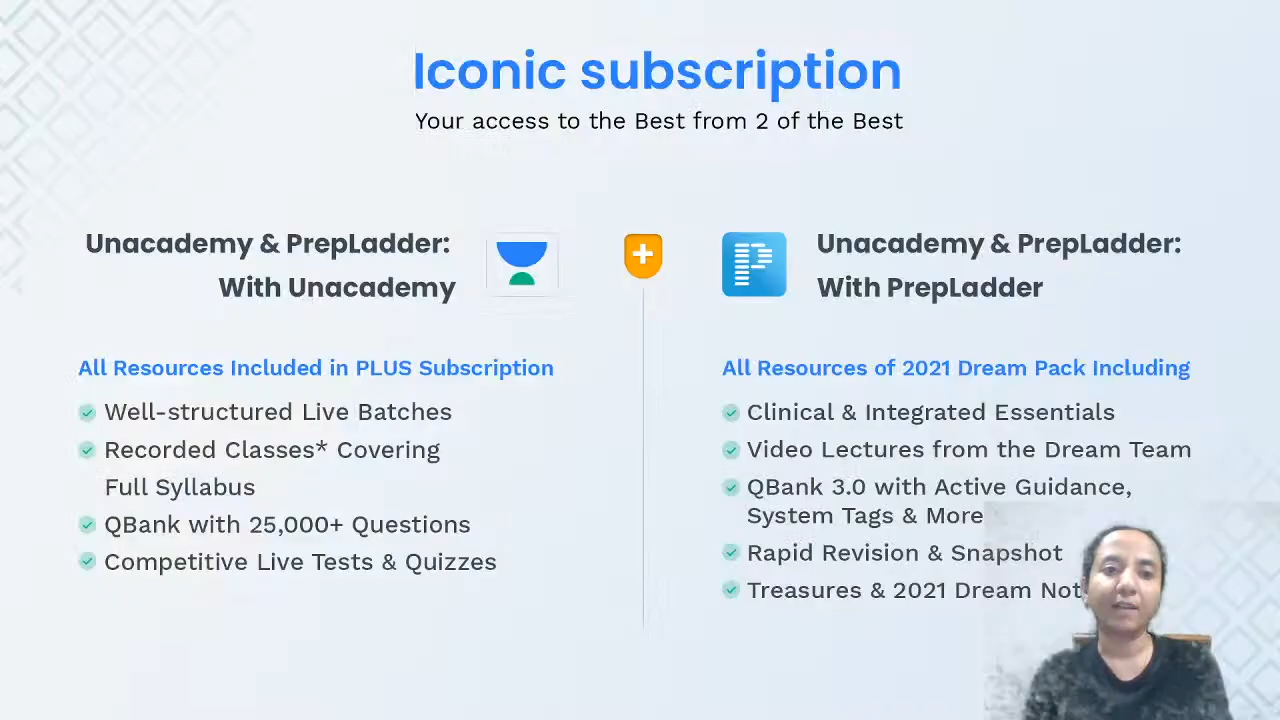 Iconic subscription
Your access to the Best from 2 of the Best
Unacademy & PrepLadder:
With Unacademy
All Resources Included in PLUS Subscription
Well-structured Live Batches
Recorded Classes* Covering
Full Syllabus
QBank with 25,000+ Questions
Competitive Live Tests & Quizzes
Unacademy & PrepLadder:
With PrepLadder
All Resources of 2021 Dream Pack Including
Clinical & Integrated Essentials
Video Lectures from the Dream Team
QBank 3.0 with Active Guidance,
System Tags & More
Rapid Revision & Snapshot
Treasures & 2021 Dream